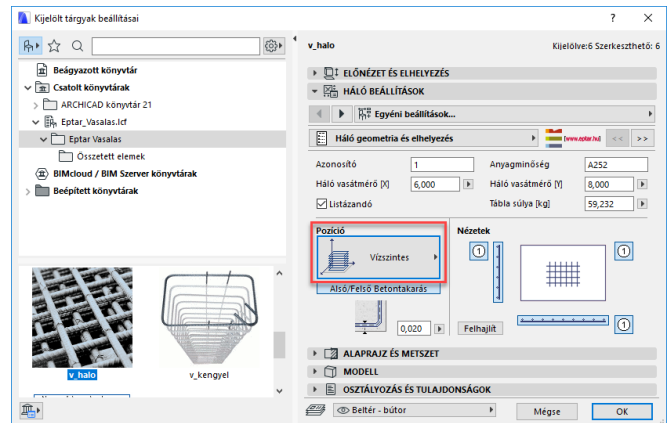 Kijelölt tárgyak beállításai
? X
v_halo
Kijelölve:6 Szerkeszthető: 6
Beágyazott könyvtár
Csatolt könyvtárak
ARCHICAD könyvtár 21
Eptar_Vasalas.lcf
Eptar Vasalas
Összetett elemek
BIMcloud / BIM Szerver könyvtárak
Beépített könyvtárak
v_halo
v_kengyel
ELŐNÉZET ÉS ELHELYEZÉS
HÁLÓ BEÁLLÍTÁSOK
Egyéni beállítások...
Háló geometria és elhelyezés
[www.eptar.hu]
<< >>
Azonosító 1 Anyagminőség A252
Háló vasátmérő [X] 6,000 Háló vasátmérő [Y] 8,000
Listázandó Tábla súlya [kg] 59,232
Pozíció Nézetek
Vízszintes
1 1
Alsó/Felső Betontakarás
0,020 Felhajlít 1
ALAPRAJZ ÉS METSZET
MODELL
OSZTÁLYOZÁS ÉS TULAJDONSÁGOK
Beltér - bútor
Mégse OK